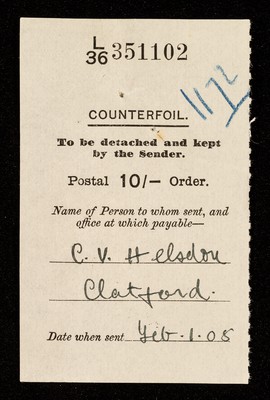 L/36 351102
1172
COUNTERFOIL.
To be detached and kept
by the Sender.
Postal 10/— Order.
Name of Person to whom sent, and
office at which payable—
C. V. Helsdon
Clatford.
Date when sent Feb. 1. 05